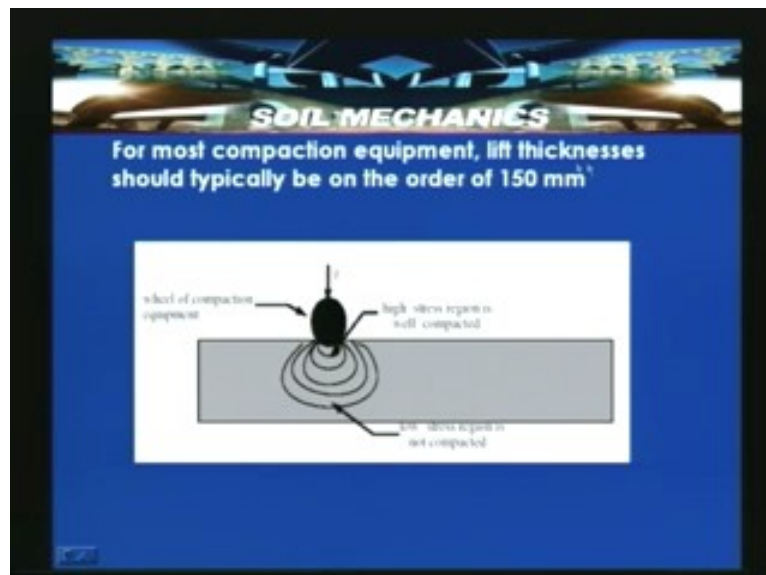 SOIL MECHANICS
For most compaction equipment, lift thicknesses
should typically be on the order of 150 mm
wheel of compaction
equipment
high stress region is
well compacted
low stress region is
not compacted